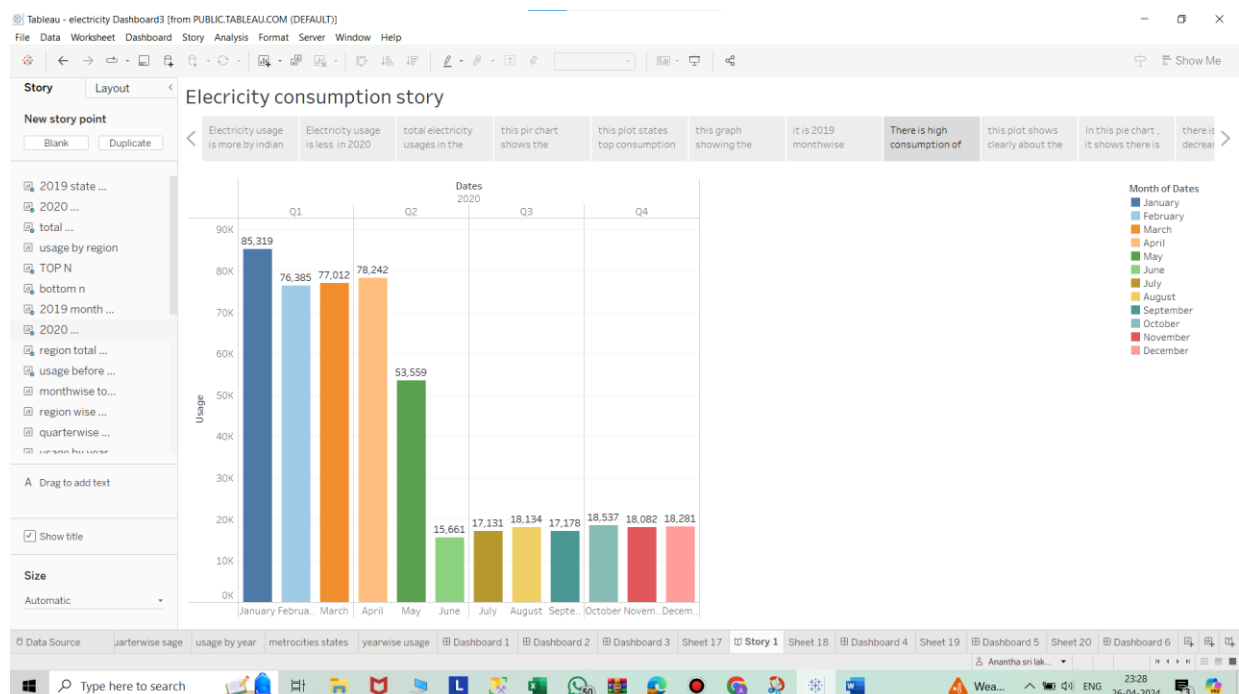 Tableau - electricity Dashboard3 [from PUBLIC.TABLEAU.COM (DEFAULT)]
File Data Worksheet Dashboard Story Analysis Format Server Window Help
Show Me
Story Layout
New story point
Blank Duplicate
2019 state ...
2020 ...
total ...
usage by region
TOP N
bottom n
2019 month ...
2020 ...
region total ...
usage before ...
monthwise to...
region wise ...
quarterwise ...
usage by year
A Drag to add text
Show title
Size
Automatic
Elecricity consumption story
Electricity usage
is more by indian
Electricity usage
is less in 2020
total electricity
usages in the
this pir chart
shows the
this plot states
top consumption
this graph
showing the
it is 2019
monthwise
There is high
consumption of
this plot shows
clearly about the
In this pie chart ,
it shows there is
there is
decrea
Dates
2020
Q1 Q2 Q3 Q4
Usage
90K
80K
70K
60K
50K
40K
30K
20K
10K
0K
85,319
76,385
77,012
78,242
53,559
15,661
17,131
18,134
17,178
18,537
18,082
18,281
January Februa.. March April May June July August Septe.. October Novem.. Decem..
Month of Dates
January
February
March
April
May
June
July
August
September
October
November
December
Data Source uarterwise sage usage by year metrocities states yearwise usage Dashboard 1 Dashboard 2 Dashboard 3 Sheet 17 Story 1 Sheet 18 Dashboard 4 Sheet 19 Dashboard 5 Sheet 20 Dashboard 6
Anantha sri lak...
Type here to search
L
50
W
Wea...
ENG
23:28
26-04-2024